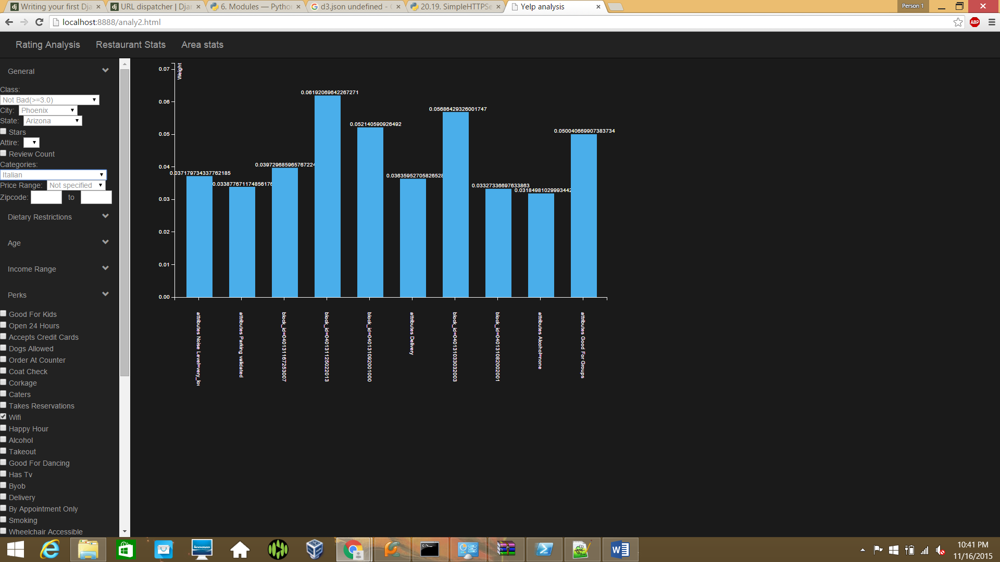 Writing your first Dja
URL dispatcher | Djan
6. Modules — Pytho
d3.json undefined -
20.19. SimpleHTTPSe
Yelp analysis
Person 1
localhost:8888/analy2.html
ABP
Rating Analysis Restaurant Stats Area stats
General
Class:
Not Bad(>=3.0)
City: Phoenix
State: Arizona
Stars
Attire:
Review Count
Categories:
Italian
Price Range: Not specified
Zipcode: to
Dietary Restrictions
Age
Income Range
Perks
Good For Kids
Open 24 Hours
Accepts Credit Cards
Dogs Allowed
Order At Counter
Coat Check
Corkage
Caters
Takes Reservations
Wifi
Happy Hour
Alcohol
Takeout
Good For Dancing
Has Tv
Byob
Delivery
By Appointment Only
Smoking
Wheelchair Accessible
Weight
0.07
0.06
0.05
0.04
0.03
0.02
0.01
0.00
0.037179734337762185
0.033877671174856176
0.039729685965767224
0.06192069642267271
0.052140590926492
0.03635952705826528
0.05686429326001747
0.03327336697633863
0.03184981029993442
0.050040669907383734
attributes Noise Level=very_lou
attributes Parking validated
block_id=040131167253007
block_id=040131125022013
block_id=040131092001000
attributes Delivery
block_id=040131033032003
block_id=040131082002001
attributes Alcohol=none
attributes Good For Groups
10:41 PM
11/16/2015